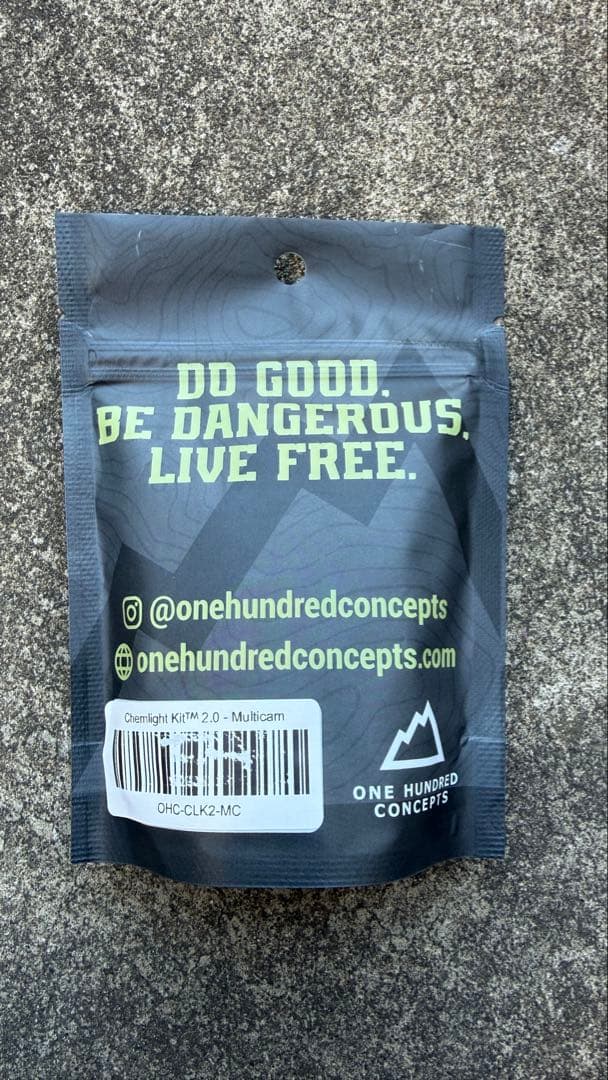 DO GOOD.
BE DANGEROUS.
LIVE FREE.
@onehundredconcepts
onehundredconcepts.com
Chemlight Kit™ 2.0 - Multicam
OHC-CLK2-MC
ONE HUNDRED
CONCEPTS